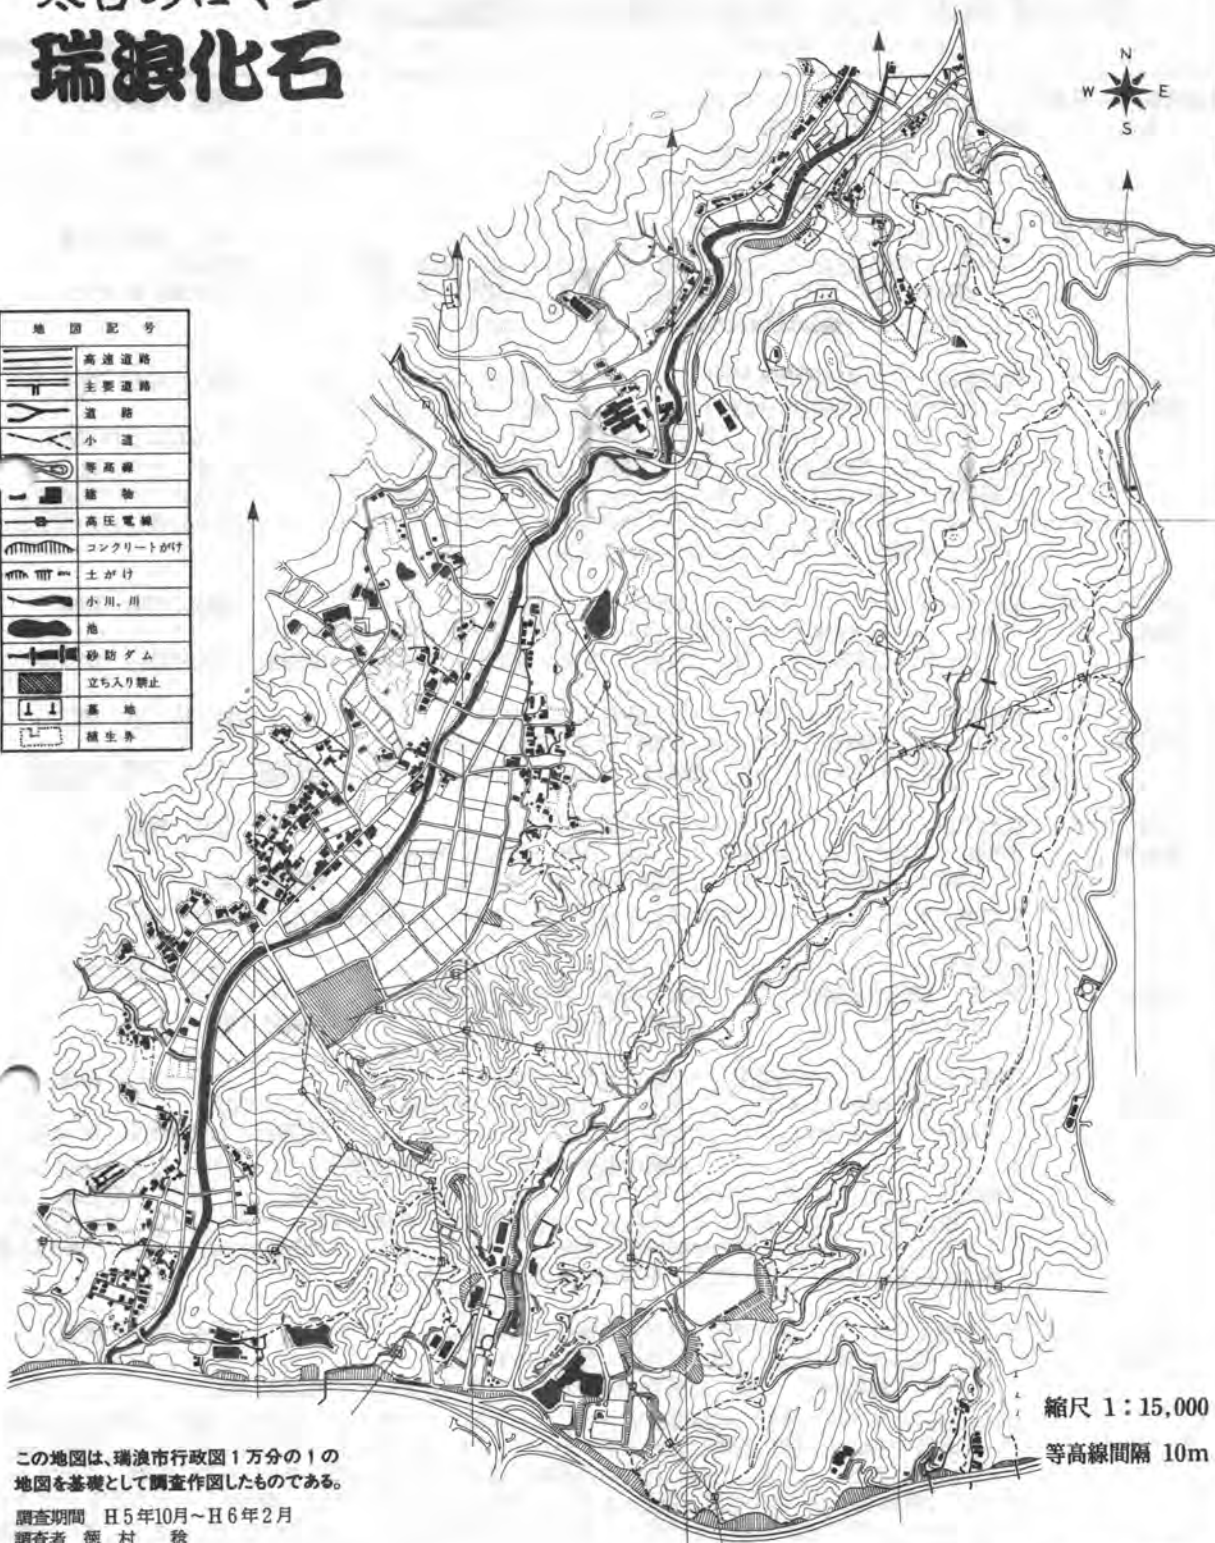 瑞浪化石
N
W E
S
地図記号
高速道路
主要道路
道路
小道
等高線
建物
高圧電線
コンクリートがけ
土がけ
小川、川
池
砂防ダム
立ち入り禁止
墓地
植生界
縮尺 1:15,000
等高線間隔 10m
この地図は、瑞浪市行政図1万分の1の
地図を基礎として調査作図したものである。
調査期間 H5年10月~H6年2月
調査者 村